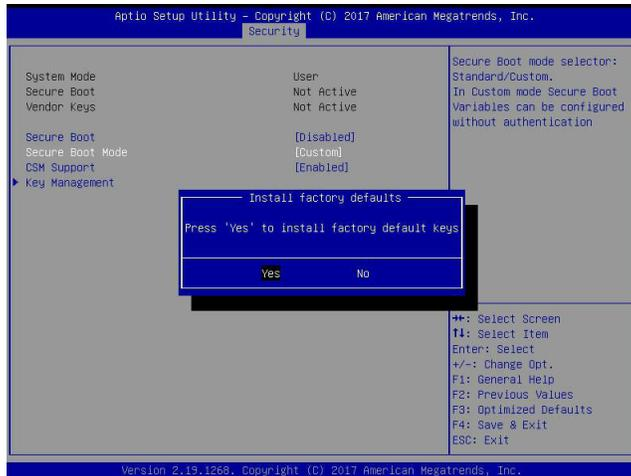 Aptio Setup Utility – Copyright (C) 2017 American Megatrends, Inc.
Security
System Mode User
Secure Boot Not Active
Vendor Keys Not Active
Secure Boot [Disabled]
Secure Boot Mode [Custom]
CSM Support [Enabled]
Key Management
Install factory defaults
Press 'Yes' to install factory default keys
Yes No
Secure Boot mode selector:
Standard/Custom.
In Custom mode Secure Boot
Variables can be configured
without authentication
→←: Select Screen
↑↓: Select Item
Enter: Select
+/-: Change Opt.
F1: General Help
F2: Previous Values
F3: Optimized Defaults
F4: Save & Exit
ESC: Exit
Version 2.19.1268. Copyright (C) 2017 American Megatrends, Inc.